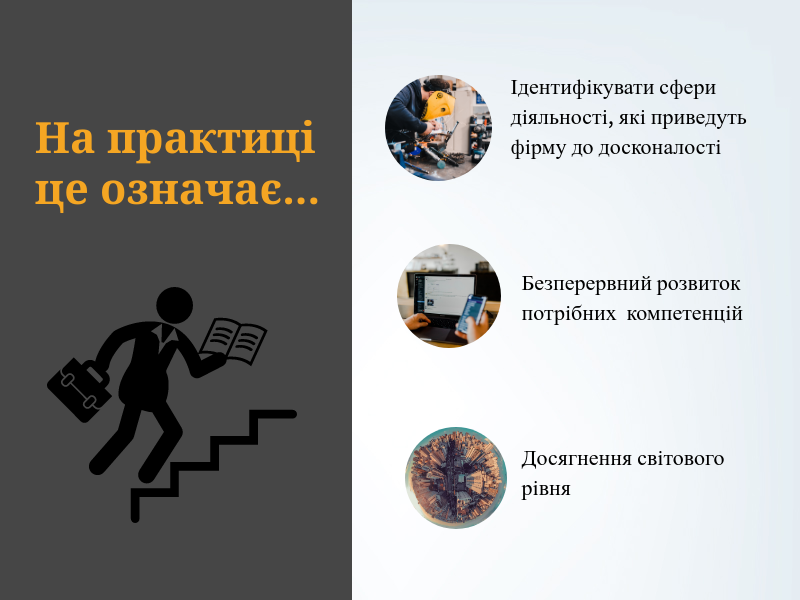 На практиці
це означає...
Ідентифікувати сфери
діяльності, які приведуть
фірму до досконалості
Безперервний розвиток
потрібних  компетенцій
Досягнення світового
рівня